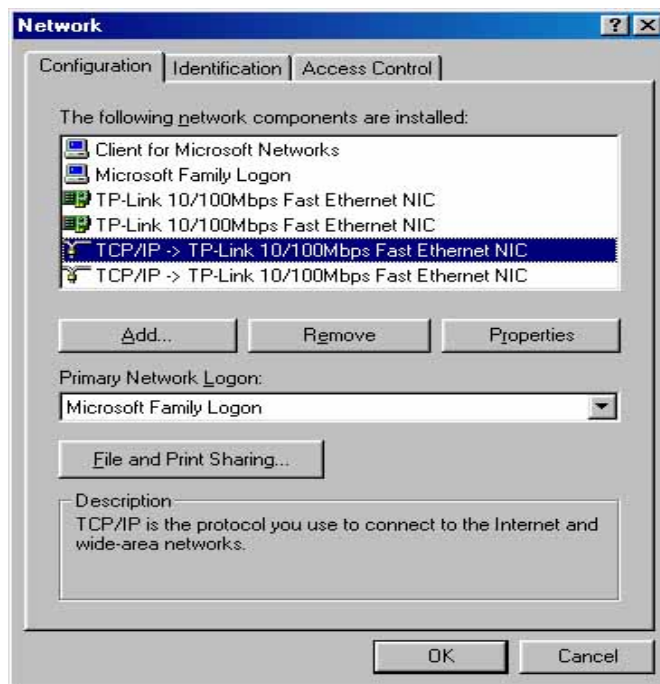 Network
Configuration
Identification
Access Control
The following network components are installed:
Client for Microsoft Networks
Microsoft Family Logon
TP-Link 10/100Mbps Fast Ethernet NIC
TP-Link 10/100Mbps Fast Ethernet NIC
TCP/IP -> TP-Link 10/100Mbps Fast Ethernet NIC
TCP/IP -> TP-Link 10/100Mbps Fast Ethernet NIC
Add...
Remove
Properties
Primary Network Logon:
Microsoft Family Logon
File and Print Sharing...
Description
TCP/IP is the protocol you use to connect to the Internet and
wide-area networks.
OK
Cancel